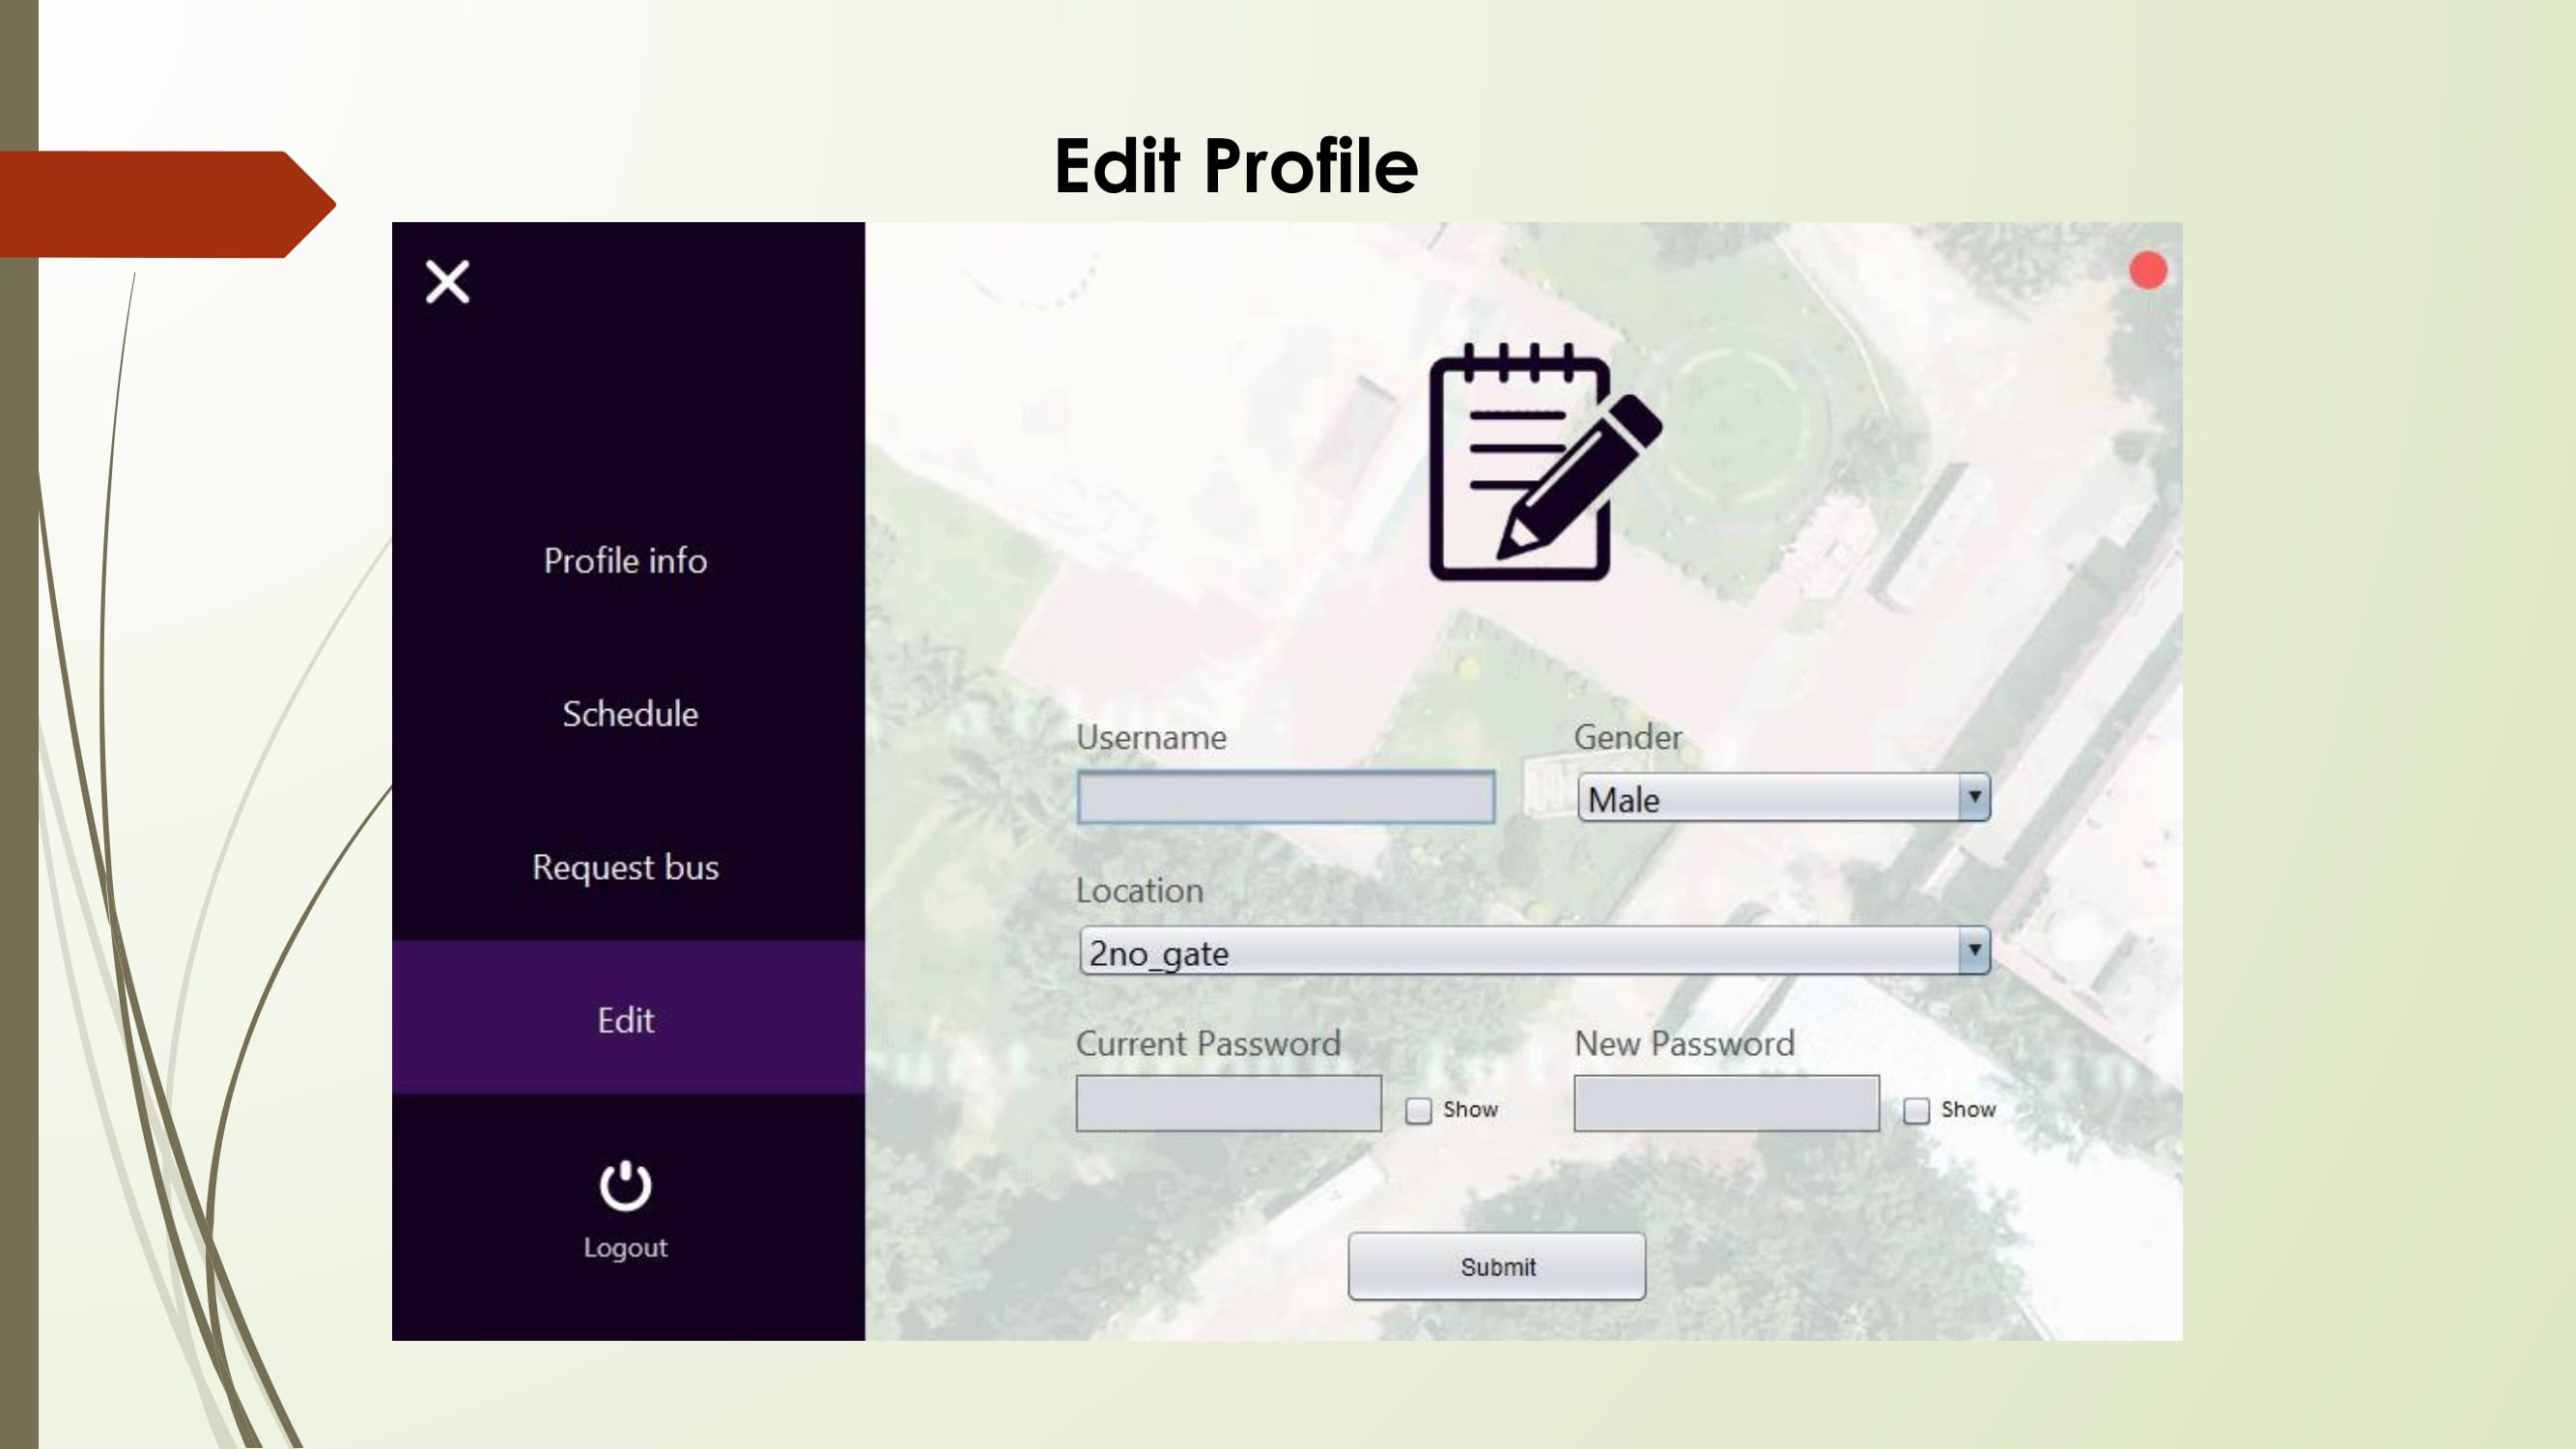 Edit Profile
Profile info
Schedule
Request bus
Edit
Logout
Username
Gender
Male
Location
2no_gate
Current Password
New Password
Show
Show
Submit